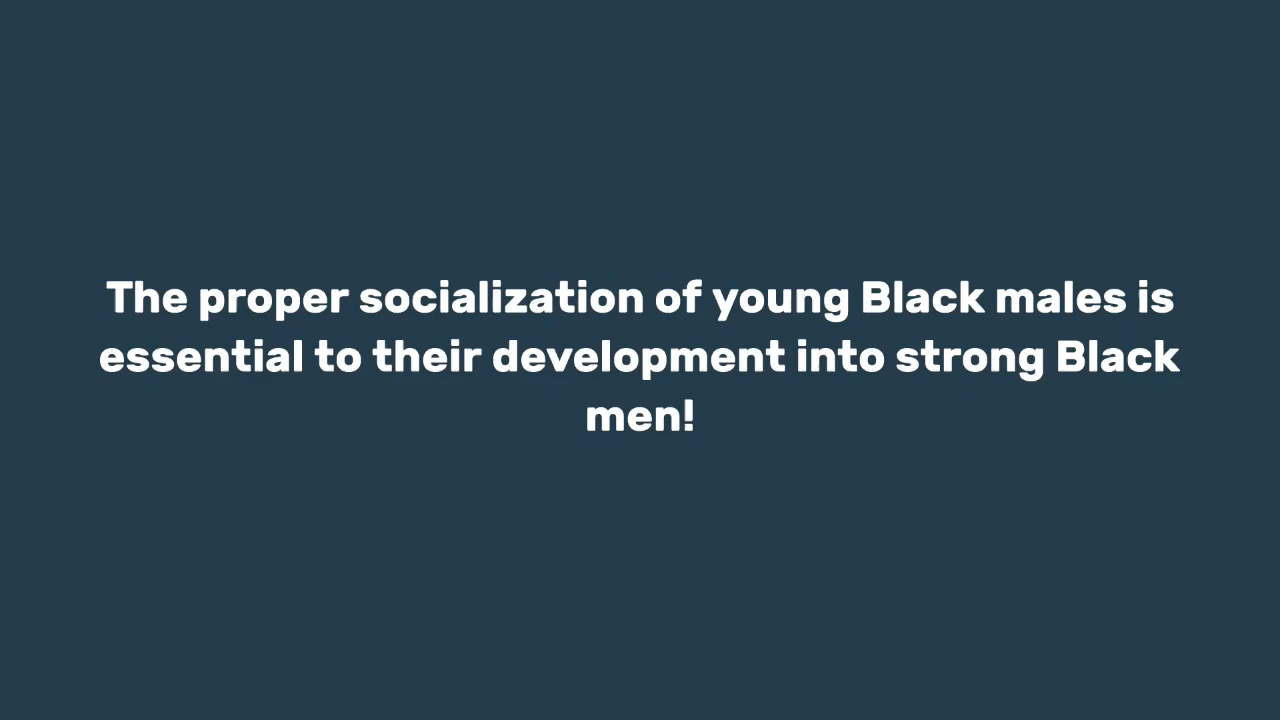 The proper socialization of young Black males is
essential to their development into strong Black
men!